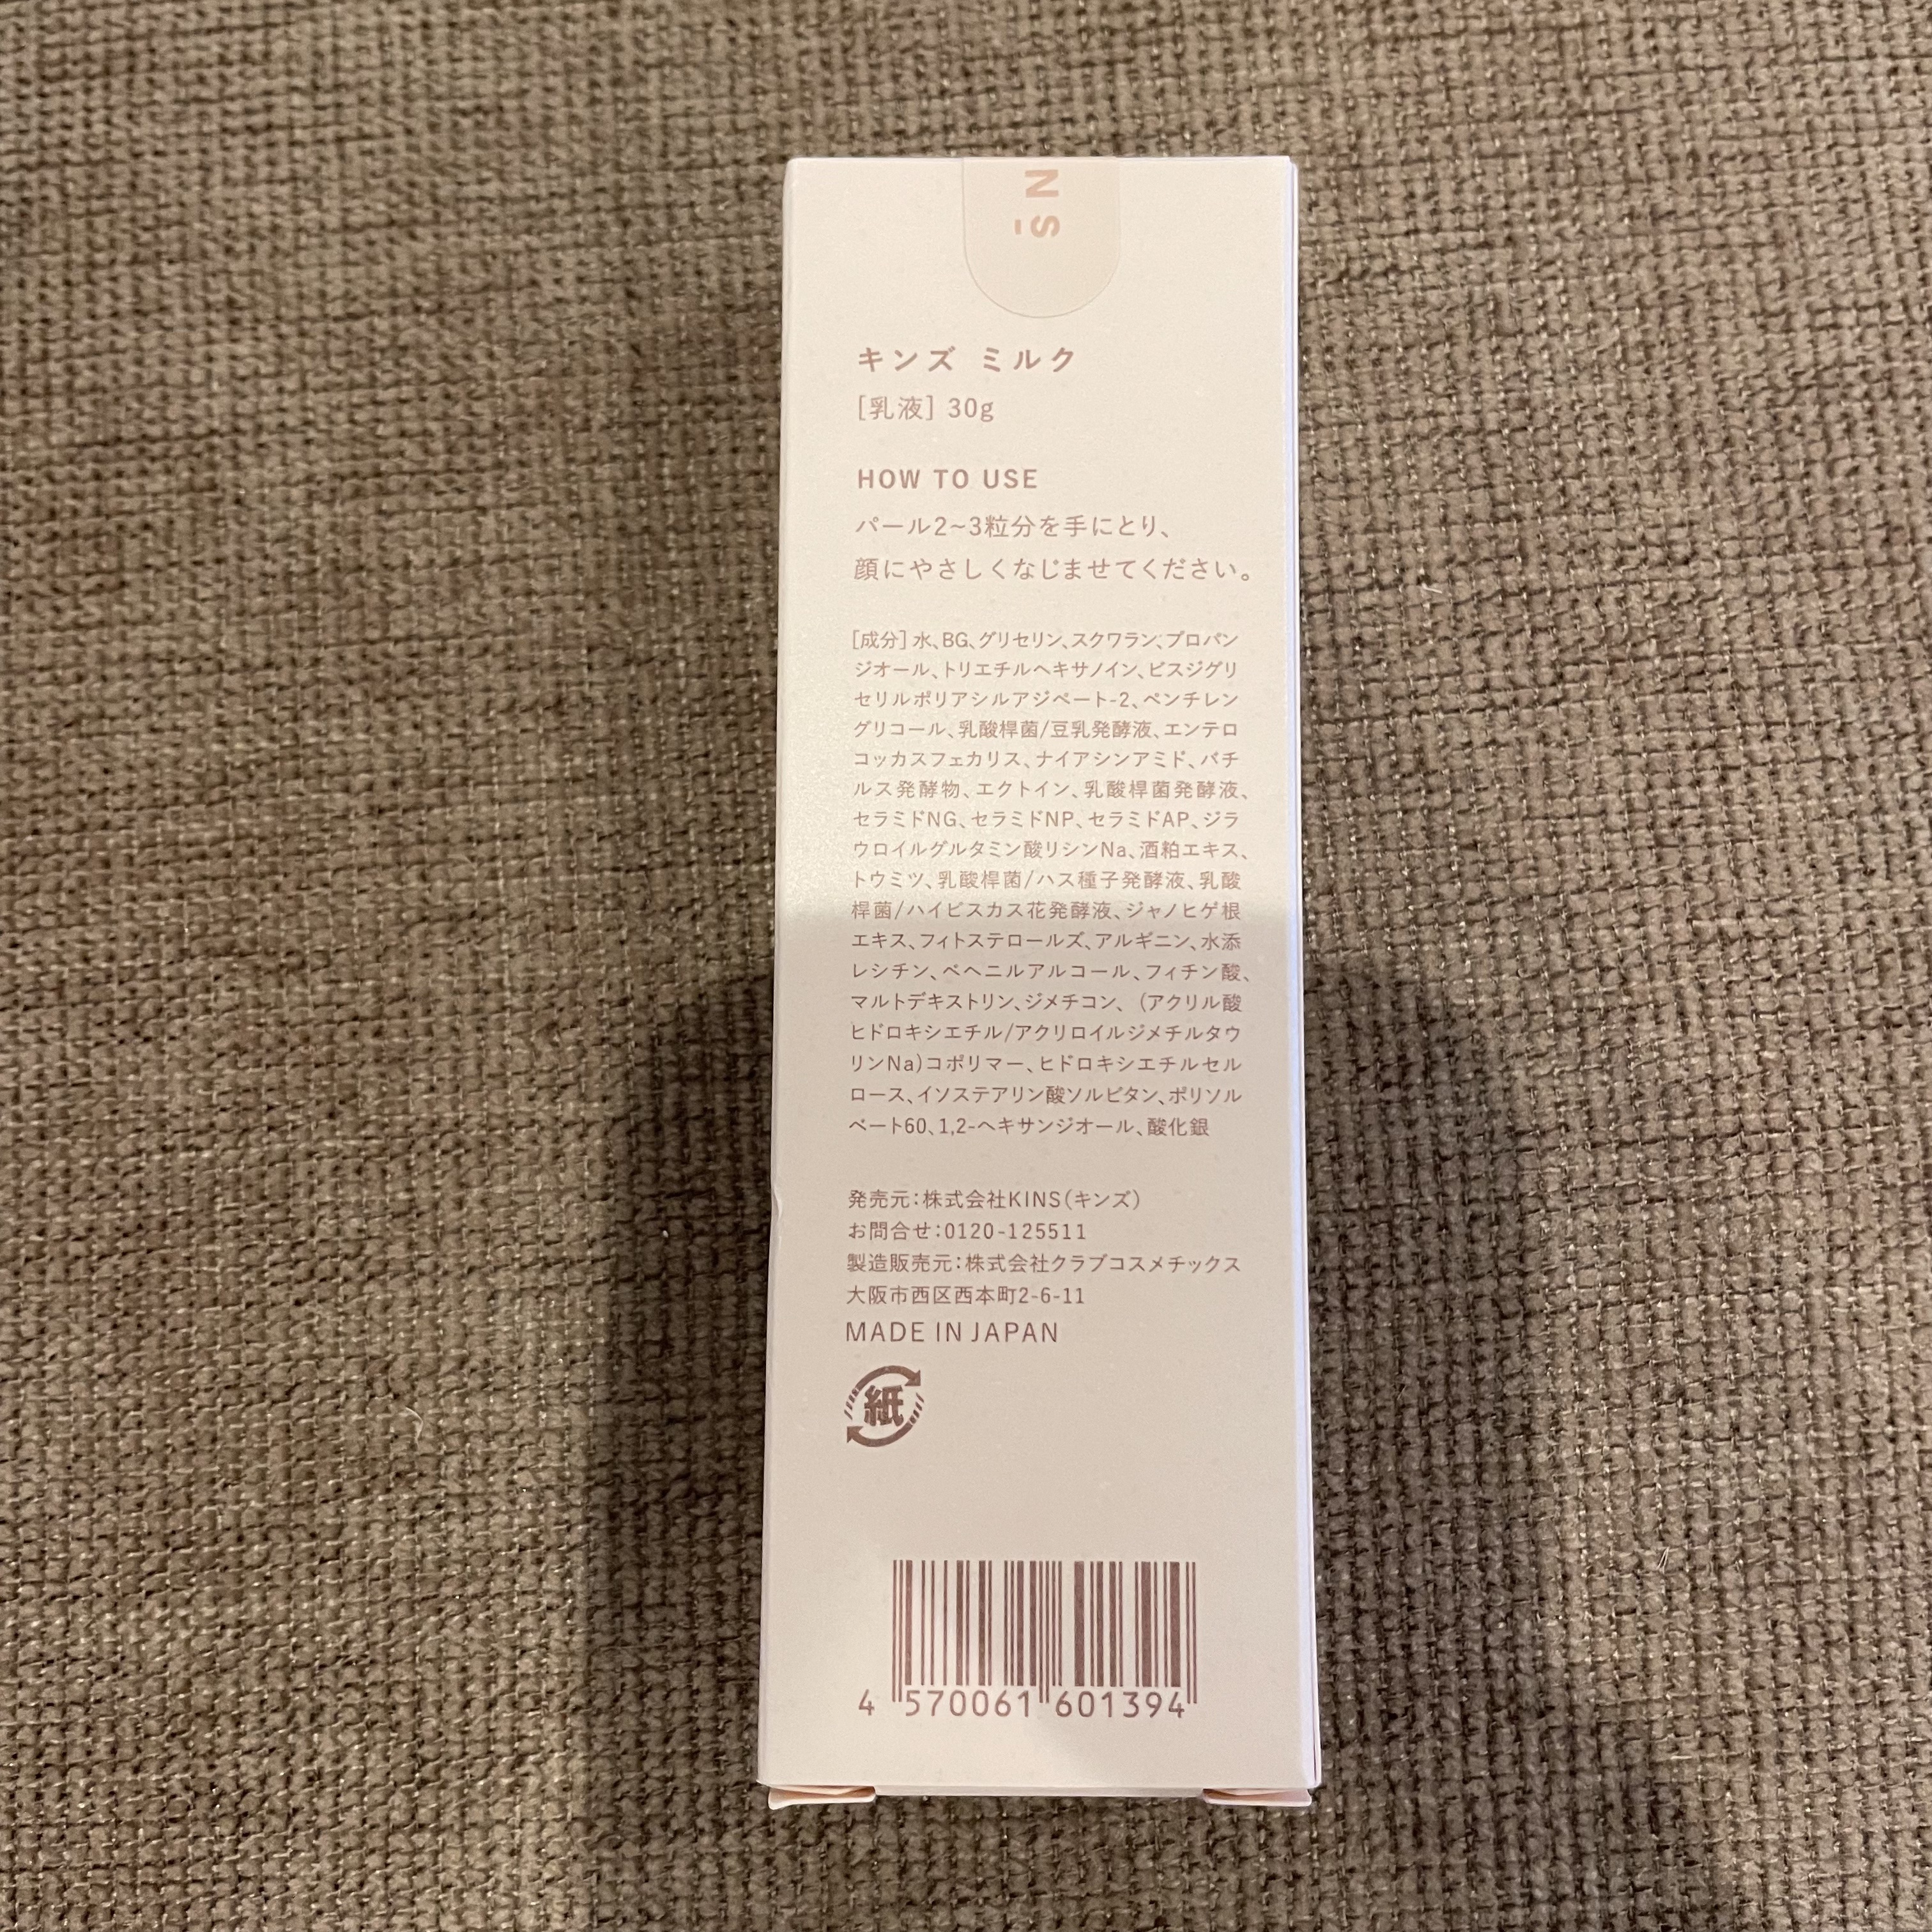 NS
キンズ ミルク
[乳液] 30g
HOW TO USE
パール2~3粒分を手にとり、
顔にやさしくなじませてください。
[成分] 水、BG、グリセリン、スクワラン、プロパン
ジオール、トリエチルヘキサノイン、ビスジグリ
セリルポリアシルアジペート-2、ペンチレン
グリコール、乳酸桿菌/豆乳発酵液、エンテロ
コッカスフェカリス、ナイアシンアミド、バチ
ルス発酵物、エクトイン、乳酸桿菌発酵液、
セラミドNG、セラミドNP、セラミドAP、ジラ
ウロイルグルタミン酸リシンNa、酒粕エキス、
トウミツ、乳酸桿菌/ハス種子発酵液、乳酸
桿菌/ハイビスカス花発酵液、ジャノヒゲ根
エキス、フィトステロールズ、アルギニン、水添
レシチン、ベヘニルアルコール、フィチン酸、
マルトデキストリン、ジメチコン、(アクリル酸
ヒドロキシエチル/アクリロイルジメチルタウ
リンNa)コポリマー、ヒドロキシエチルセル
ロース、イソステアリン酸ソルビタン、ポリソル
ベート60、1,2-ヘキサンジオール、酸化銀
発売元:株式会社KINS(キンズ)
お問合せ:0120-125511
製造販売元:株式会社クラブコスメチックス
大阪市西区西本町2-6-11
MADE IN JAPAN
紙
4 570061 601394